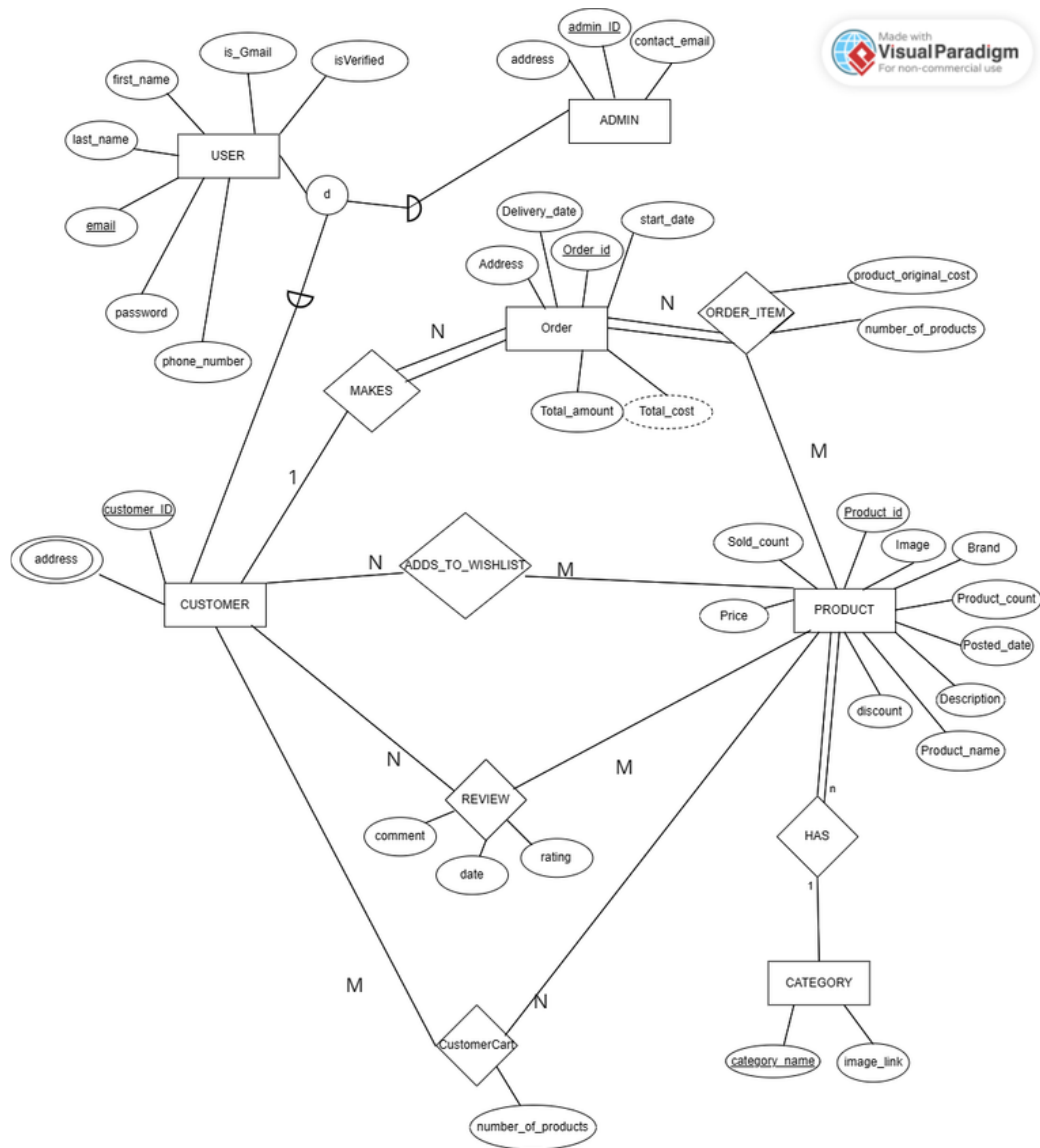 Made with
VisualParadigm
For non-commercial use
admin_ID
contact_email
address
ADMIN
is_Gmail
isVerified
first_name
last_name
USER
email
password
phone_number
d
Delivery_date
start_date
Order_id
Address
Order
N
N
ORDER_ITEM
product_original_cost
number_of_products
MAKES
Total_amount
Total_cost
1
M
customer_ID
address
CUSTOMER
N
ADDS_TO_WISHLIST
M
Product_id
Sold_count
Image
Brand
Price
PRODUCT
Product_count
Posted_date
Description
discount
Product_name
N
M
REVIEW
comment
date
rating
n
HAS
1
CATEGORY
category_name
image_link
M
N
CustomerCart
number_of_products